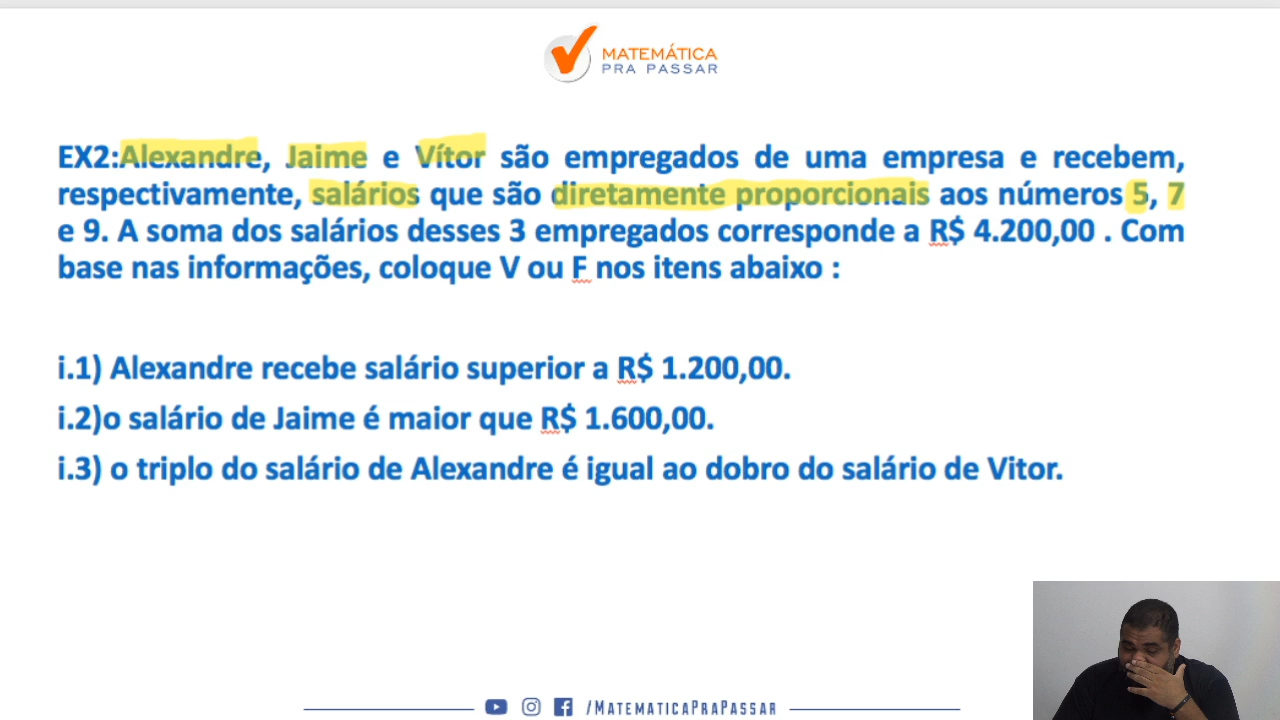 MATEMÁTICA
PRA PASSAR
EX2:Alexandre, Jaime e Vítor são empregados de uma empresa e recebem,
respectivamente, salários que são diretamente proporcionais aos números 5, 7
e 9. A soma dos salários desses 3 empregados corresponde a R$ 4.200,00 . Com
base nas informações, coloque V ou F nos itens abaixo :
i.1) Alexandre recebe salário superior a R$ 1.200,00.
i.2)o salário de Jaime é maior que R$ 1.600,00.
i.3) o triplo do salário de Alexandre é igual ao dobro do salário de Vitor.
/MATEMATICAPRAPASSAR